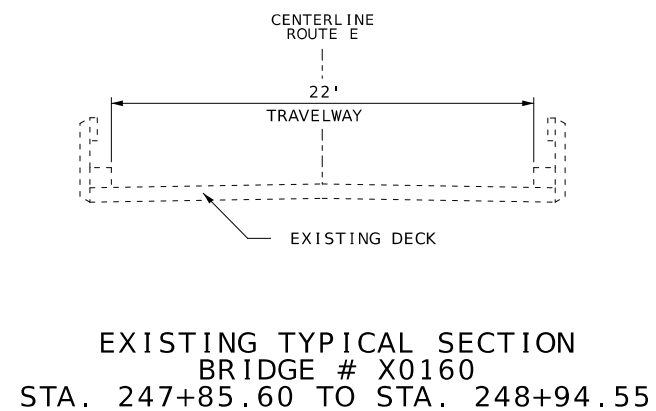 CENTERLINE
ROUTE E
22'
TRAVELWAY
EXISTING DECK
EXISTING TYPICAL SECTION
BRIDGE # X0160
STA. 247+85.60 TO STA. 248+94.55